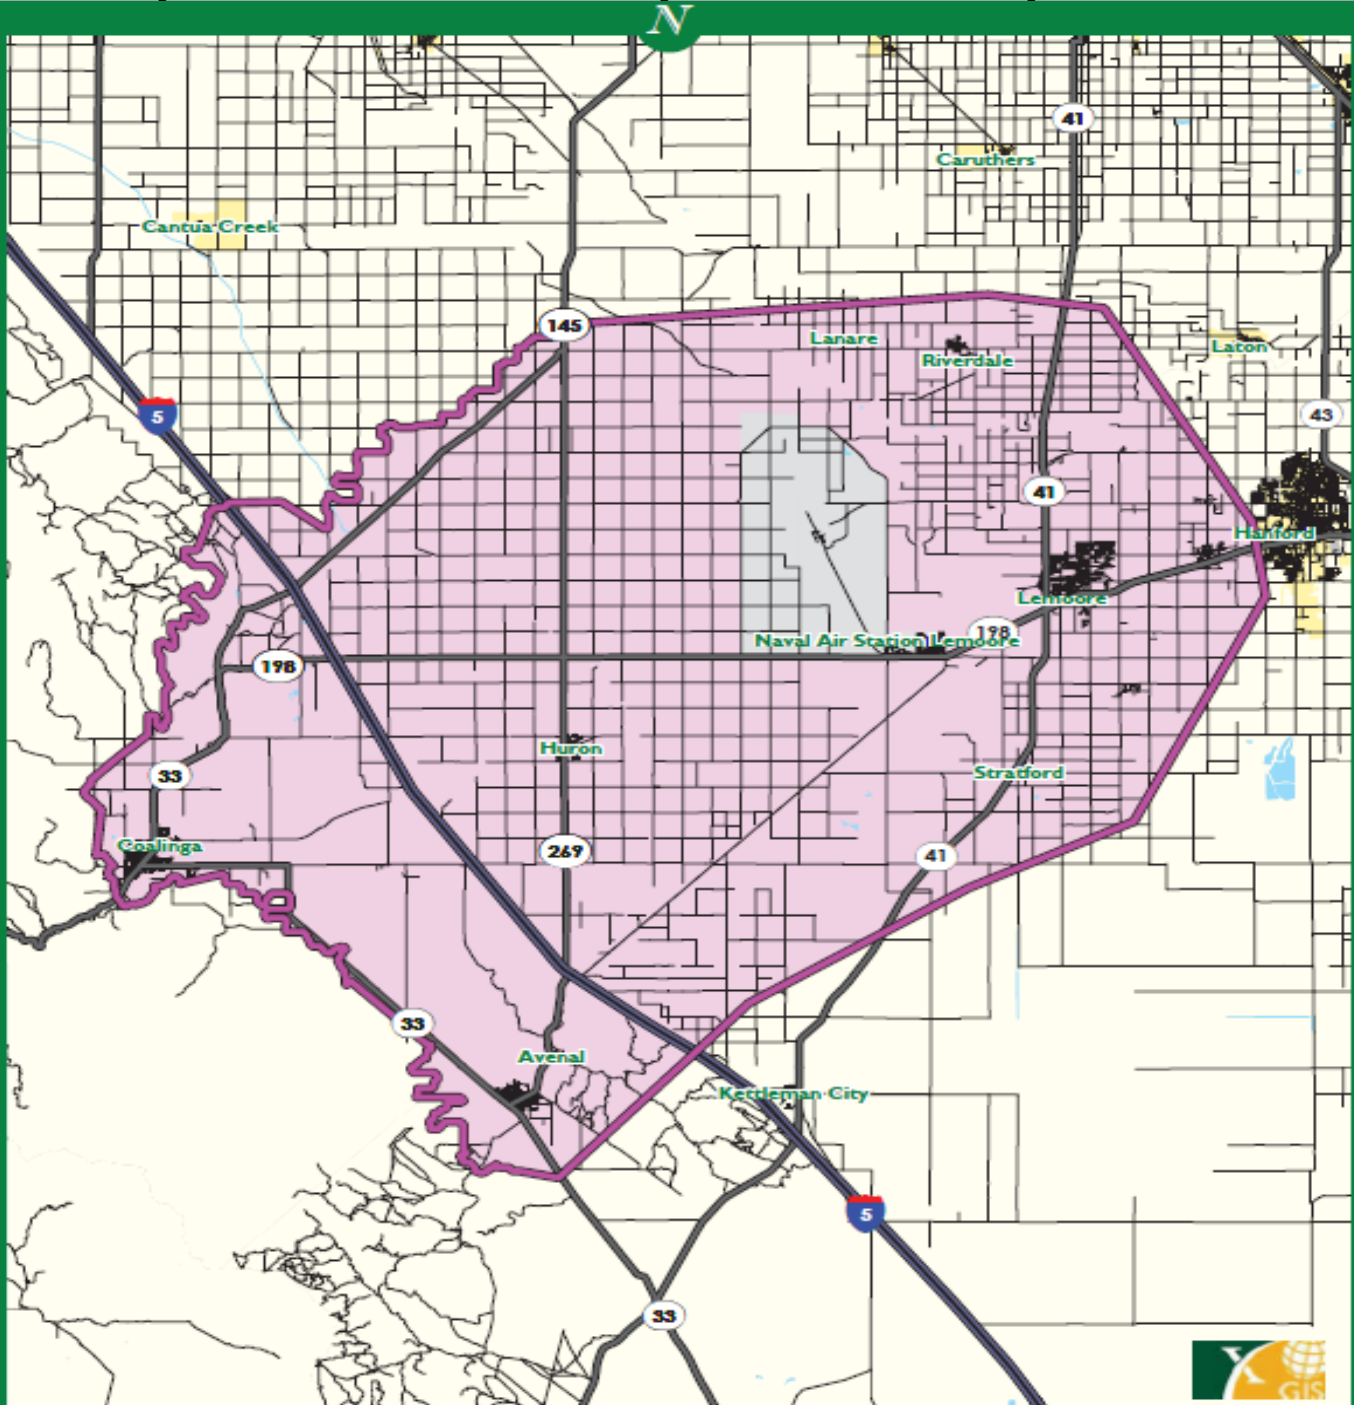 N
41
Caruthers
Cantua Creek
145
Lanare
Riverdale
Laton
5
43
41
Hanford
Lemoore
198
Naval Air Station Lemoore
198
Huron
33
Stratford
Coalinga
269
41
33
Avenal
Kettleman City
5
33
X
GIS